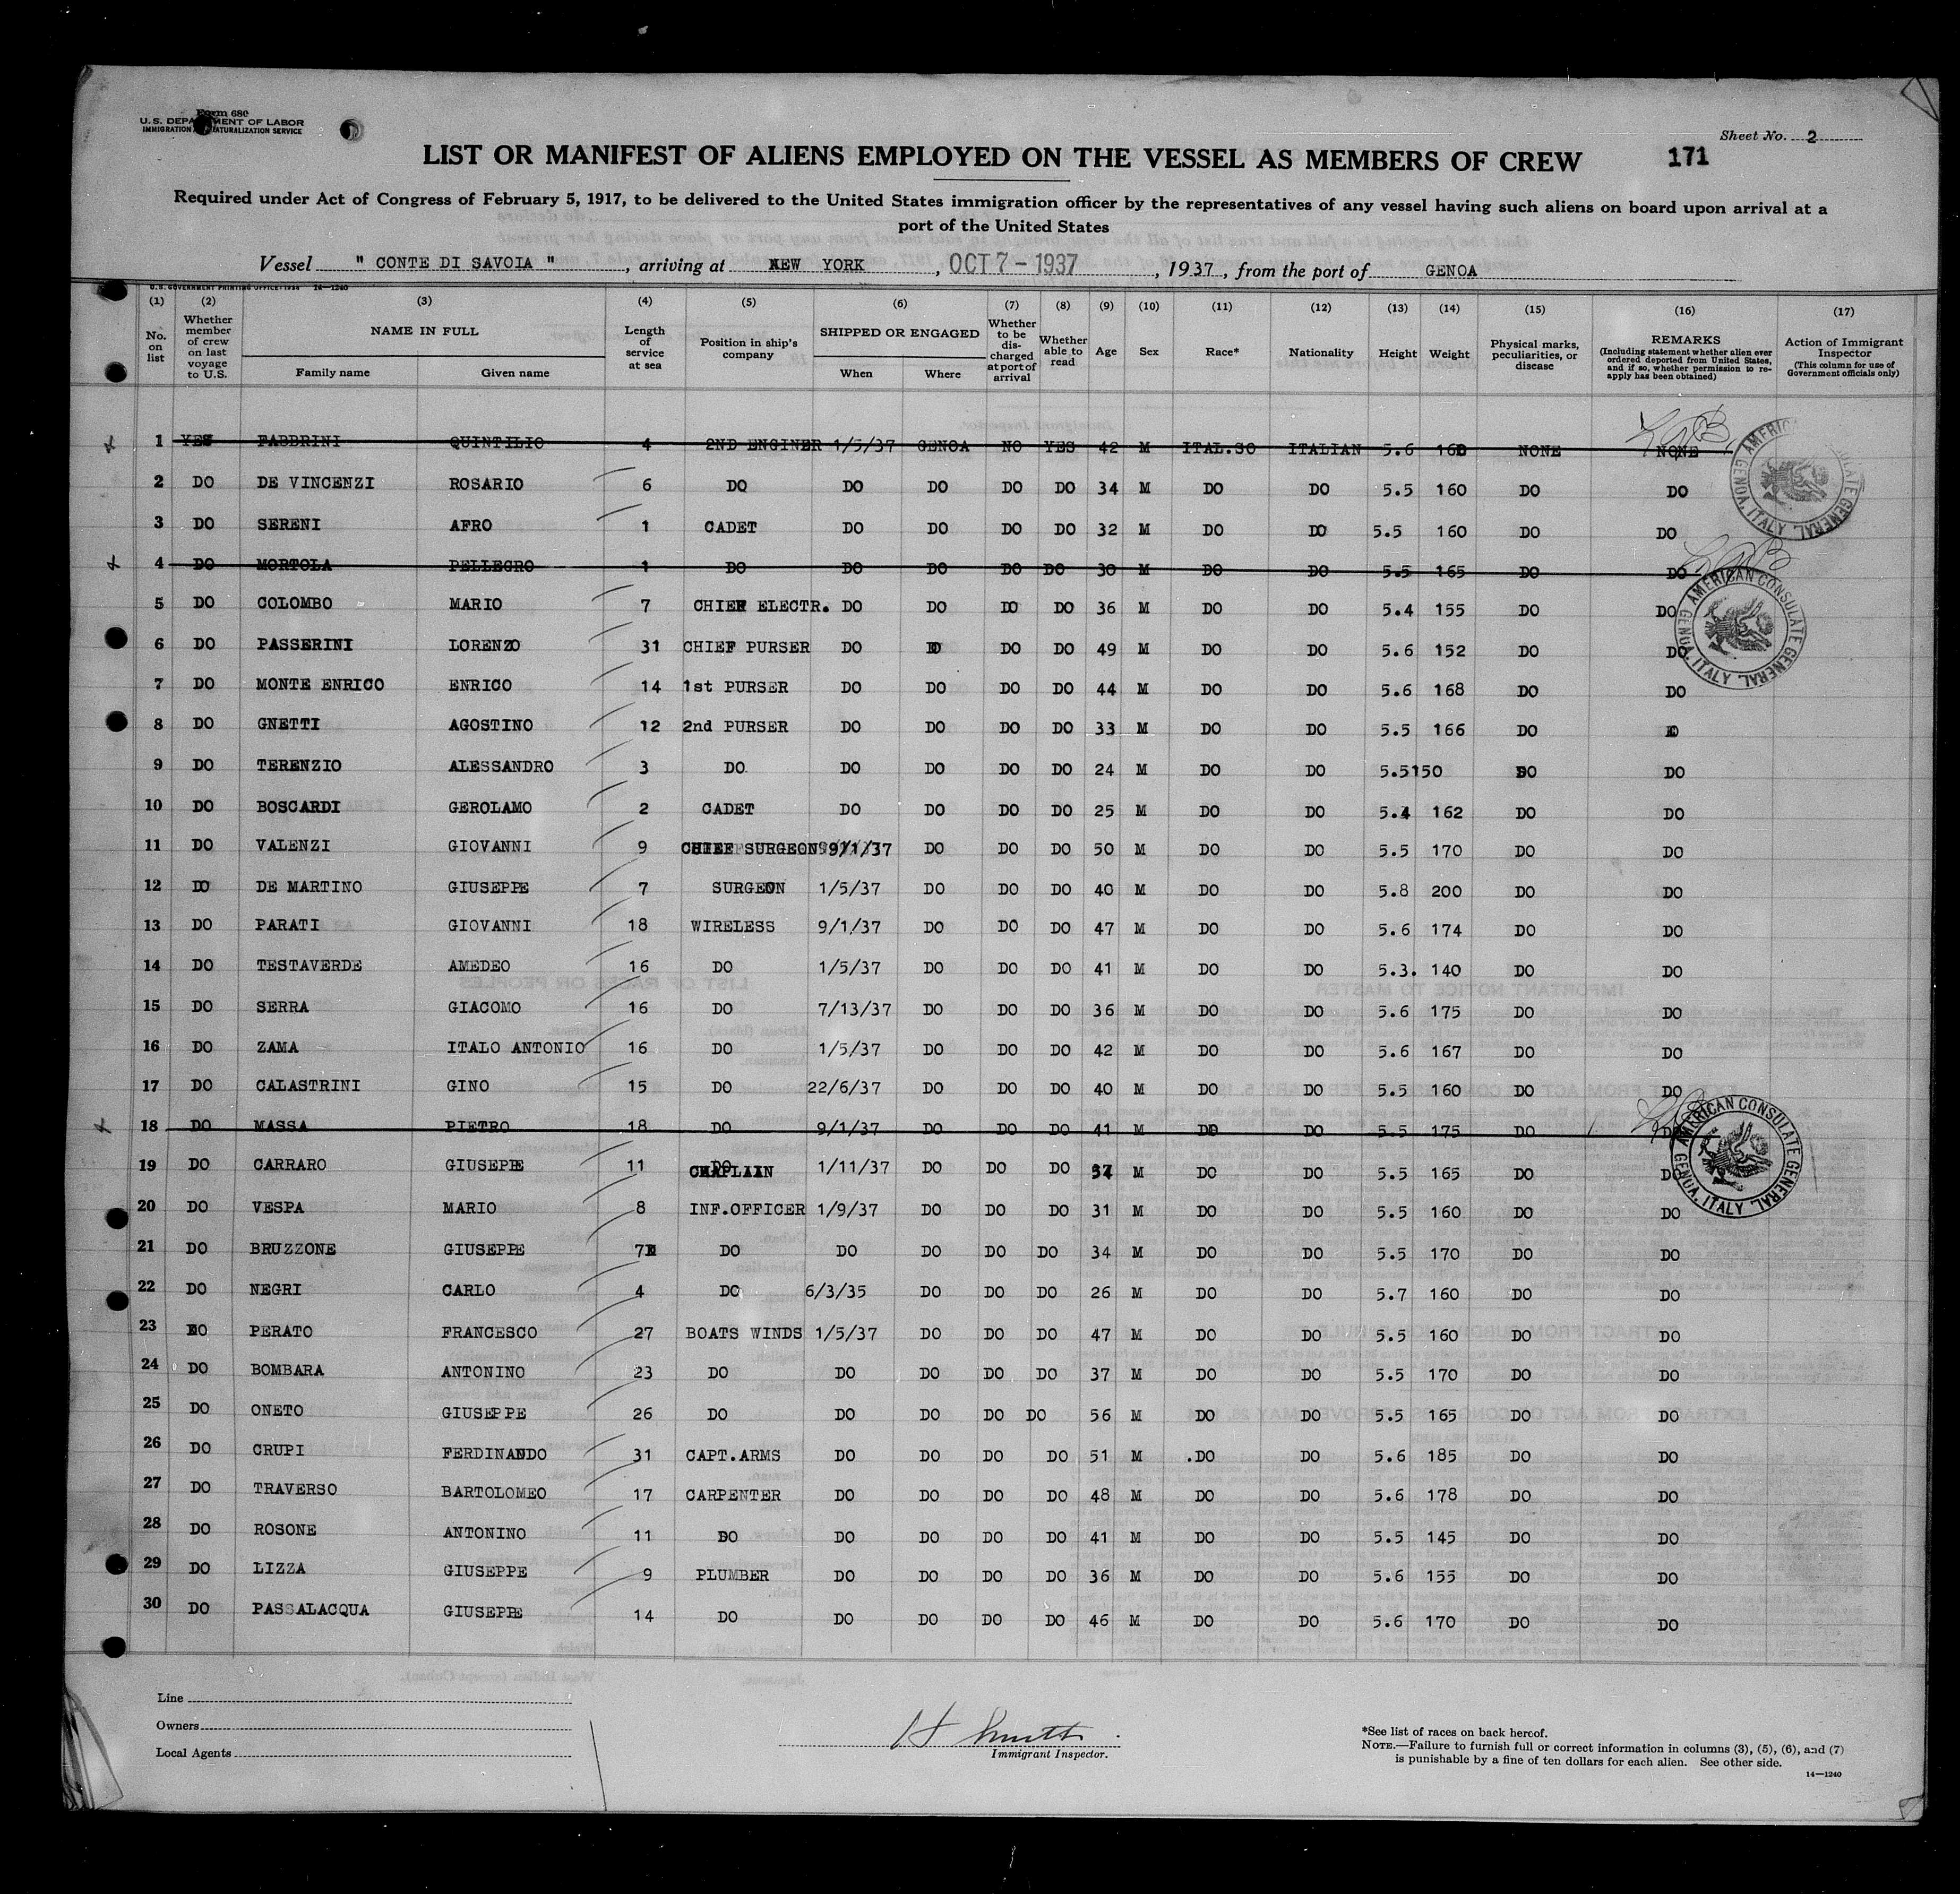 Form 680
U.S. DEPARTMENT OF LABOR
IMMIGRATION NATURALIZATION SERVICE
Sheet No. 2
LIST OR MANIFEST OF ALIENS EMPLOYED ON THE VESSEL AS MEMBERS OF CREW 171
Required under Act of Congress of February 5, 1917, to be delivered to the United States immigration officer by the representatives of any vessel having such aliens on board upon arrival at a
port of the United States
Vessel " CONTE DI SAVOIA ", arriving at NEW YORK, OCT 7 - 1937, 1937, from the port of GENOA
U.S. GOVERNMENT PRINTING OFFICE: 1934 14—1240
(1) (2) (3) (4) (5) (6) (7) (8) (9) (10) (11) (12) (13) (14) (15) (16) (17)
No. on list Whether member of crew on last voyage to U.S. NAME IN FULL Family name Given name Length of service at sea Position in ship's company SHIPPED OR ENGAGED When Where Whether to be discharged at port of arrival Whether able to read Age Sex Race* Nationality Height Weight Physical marks, peculiarities, or disease REMARKS (Including statement whether alien ever ordered deported from United States, and if so, whether permission to re-apply has been obtained) Action of Immigrant Inspector (This column for use of Government officials only)
1 YES FABBRINI QUINTILIO 4 2ND ENGINER 1/5/37 GENOA NO YES 42 M ITAL.SO ITALIAN 5.6 160 NONE NONE
2 DO DE VINCENZI ROSARIO 6 DO DO DO DO DO 34 M DO DO 5.5 160 DO DO
3 DO SERENI AFRO 1 CADET DO DO DO DO 32 M DO DO 5.5 160 DO DO
4 DO MORTOLA PELLEGRO 1 DO DO DO DO DO 30 M DO DO 5.5 165 DO DO
5 DO COLOMBO MARIO 7 CHIEF ELECTR. DO DO DO DO 36 M DO DO 5.4 155 DO DO
6 DO PASSERINI LORENZO 31 CHIEF PURSER DO DO DO DO 49 M DO DO 5.6 152 DO DO
7 DO MONTE ENRICO ENRICO 14 1st PURSER DO DO DO DO 44 M DO DO 5.6 168 DO DO
8 DO GNETTI AGOSTINO 12 2nd PURSER DO DO DO DO 33 M DO DO 5.5 166 DO DO
9 DO TERENZIO ALESSANDRO 3 DO DO DO DO DO 24 M DO DO 5.5 150 DO DO
10 DO BOSCARDI GEROLAMO 2 CADET DO DO DO DO 25 M DO DO 5.4 162 DO DO
11 DO VALENZI GIOVANNI 9 CHIEF SURGEON 9/1/37 DO DO DO 50 M DO DO 5.5 170 DO DO
12 DO DE MARTINO GIUSEPPE 7 SURGEON 1/5/37 DO DO DO 40 M DO DO 5.8 200 DO DO
13 DO PARATI GIOVANNI 18 WIRELESS 9/1/37 DO DO DO 47 M DO DO 5.6 174 DO DO
14 DO TESTAVERDE AMEDEO 16 DO 1/5/37 DO DO DO 41 M DO DO 5.3. 140 DO DO
15 DO SERRA GIACOMO 16 DO 7/13/37 DO DO DO 36 M DO DO 5.6 175 DO DO
16 DO ZAMA ITALO ANTONIO 16 DO 1/5/37 DO DO DO 42 M DO DO 5.6 167 DO DO
17 DO CALASTRINI GINO 15 DO 22/6/37 DO DO DO 40 M DO DO 5.5 160 DO DO
18 DO MASSA PIETRO 18 DO 9/1/37 DO DO DO 41 M DO DO 5.5 175 DO DO
19 DO CARRARO GIUSEPPE 11 CHAPLAIN 1/11/37 DO DO DO 37 M DO DO 5.5 165 DO DO
20 DO VESPA MARIO 8 INF.OFFICER 1/9/37 DO DO DO 31 M DO DO 5.5 160 DO DO
21 DO BRUZZONE GIUSEPPE 7 DO DO DO DO DO 34 M DO DO 5.5 170 DO DO
22 DO NEGRI CARLO 4 DO 6/3/35 DO DO DO 26 M DO DO 5.7 160 DO DO
23 DO PERATO FRANCESCO 27 BOATS WINDS 1/5/37 DO DO DO 47 M DO DO 5.5 160 DO DO
24 DO BOMBARA ANTONINO 23 DO DO DO DO DO 37 M DO DO 5.5 170 DO DO
25 DO ONETO GIUSEPPE 26 DO DO DO DO DO 56 M DO DO 5.5 165 DO DO
26 DO CRUPI FERDINANDO 31 CAPT.ARMS DO DO DO DO 51 M .DO DO 5.6 185 DO DO
27 DO TRAVERSO BARTOLOMEO 17 CARPENTER DO DO DO DO 48 M DO DO 5.6 178 DO DO
28 DO ROSONE ANTONINO 11 DO DO DO DO DO 41 M DO DO 5.5 145 DO DO
29 DO LIZZA GIUSEPPE 9 PLUMBER DO DO DO DO 36 M DO DO 5.6 155 DO DO
30 DO PASSALACQUA GIUSEPPE 14 DO DO DO DO DO 46 M DO DO 5.6 170 DO DO
AMERICAN CONSULATE GENERAL GENOA, ITALY
AMERICAN CONSULATE GENERAL GENOA, ITALY
AMERICAN CONSULATE GENERAL GENOA, ITALY
Line
Owners
Local Agents
H Smith
Immigrant Inspector.
*See list of races on back hereof.
NOTE.—Failure to furnish full or correct information in columns (3), (5), (6), and (7)
is punishable by a fine of ten dollars for each alien. See other side.
14—1240